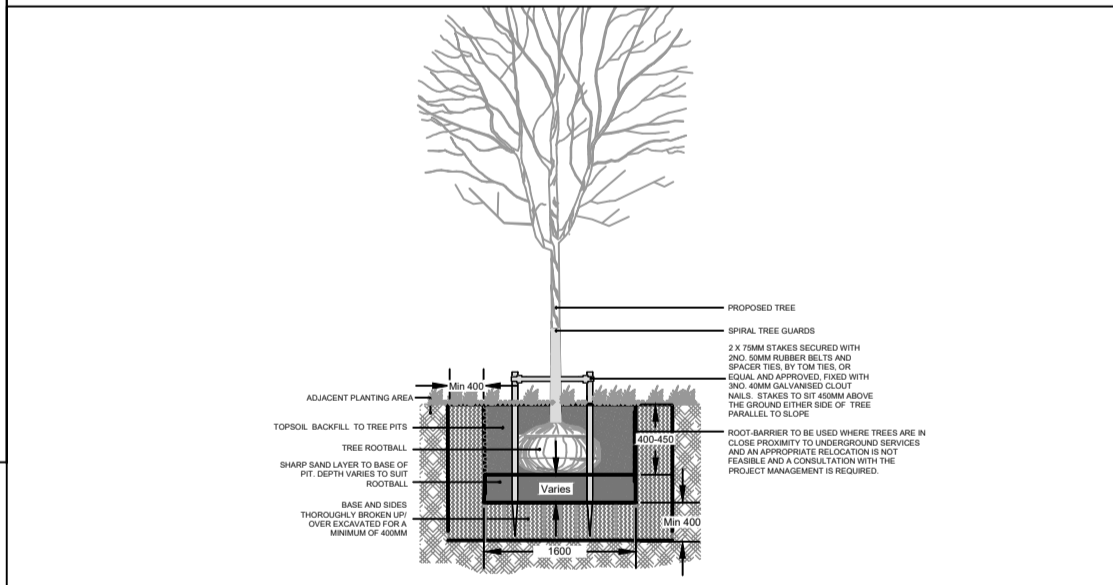 PROPOSED TREE
SPIRAL TREE GUARDS
2 X 75MM STAKES SECURED WITH
2NO. 50MM RUBBER BELTS AND
SPACER TIES, BY TOM TIES, OR
EQUAL AND APPROVED, FIXED WITH
3NO. 40MM GALVANISED CLOUT
NAILS. STAKES TO SIT 450MM ABOVE
THE GROUND EITHER SIDE OF TREE
PARALLEL TO SLOPE
ROOT-BARRIER TO BE USED WHERE TREES ARE IN
CLOSE PROXIMITY TO UNDERGROUND SERVICES
AND AN APPROPRIATE RELOCATION IS NOT
FEASIBLE AND A CONSULTATION WITH THE
PROJECT MANAGEMENT IS REQUIRED.
Min 400
ADJACENT PLANTING AREA
TOPSOIL BACKFILL TO TREE PITS
TREE ROOTBALL
SHARP SAND LAYER TO BASE OF
PIT. DEPTH VARIES TO SUIT
ROOTBALL
BASE AND SIDES
THOROUGHLY BROKEN UP/
OVER EXCAVATED FOR A
MINIMUM OF 400MM
400-450
Varies
Min 400
1600